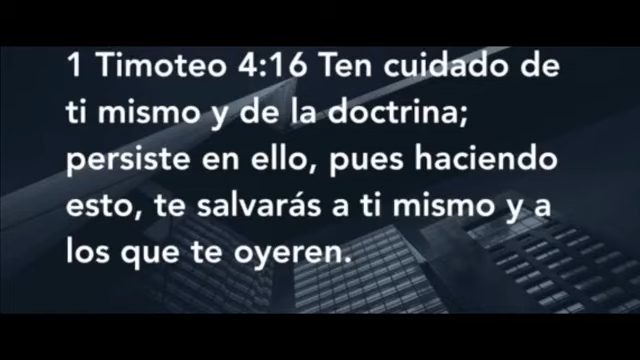 1 Timoteo 4:16 Ten cuidado de
ti mismo y de la doctrina;
persiste en ello, pues haciendo
esto, te salvarás a ti mismo y a
los que te oyeren.